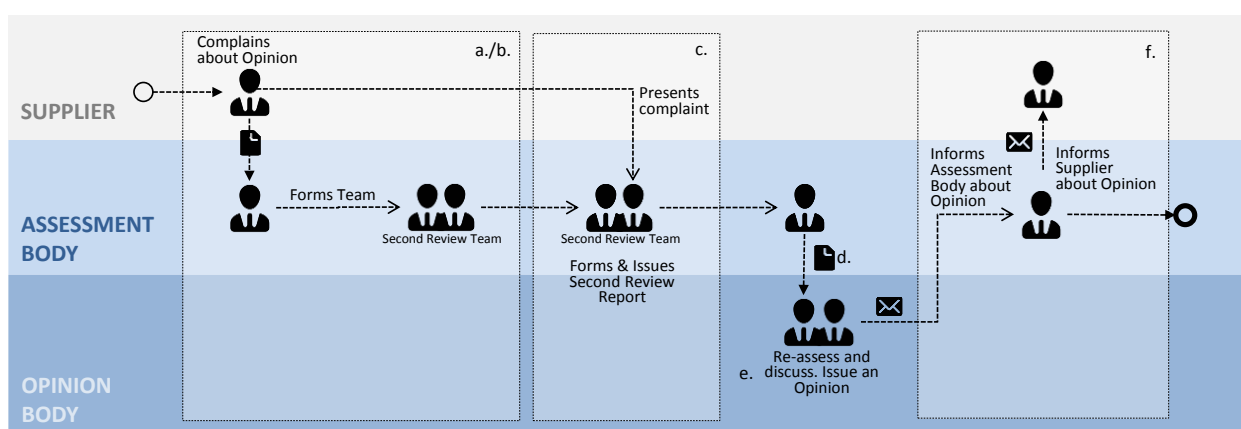 Complains
about Opinion
a./b.
c.
f.
SUPPLIER
Presents
complaint
Informs
Assessment
Body about
Opinion
Informs
Supplier
about Opinion
Forms Team
ASSESSMENT
BODY
Second Review Team
Second Review Team
Forms & Issues
Second Review
Report
d.
e.
Re-assess and
discuss. Issue an
Opinion
OPINION
BODY